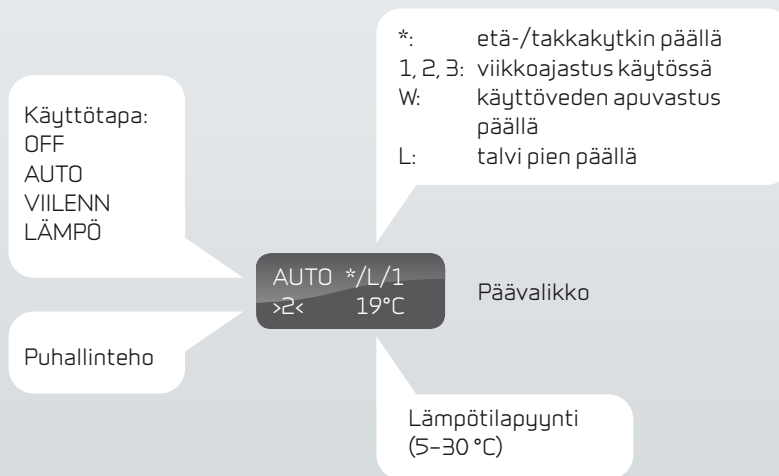 *: etä-/takkakytkin päällä
1, 2, 3: viikkoajastus käytössä
W: käyttöveden apuvastus
päällä
L: talvi pien päällä
Käyttötapa:
OFF
AUTO
VIILENN
LÄMPÖ
AUTO */L/1
>2< 19°C
Päävalikko
Puhallinteho
Lämpötilapyynti
(5–30 °C)